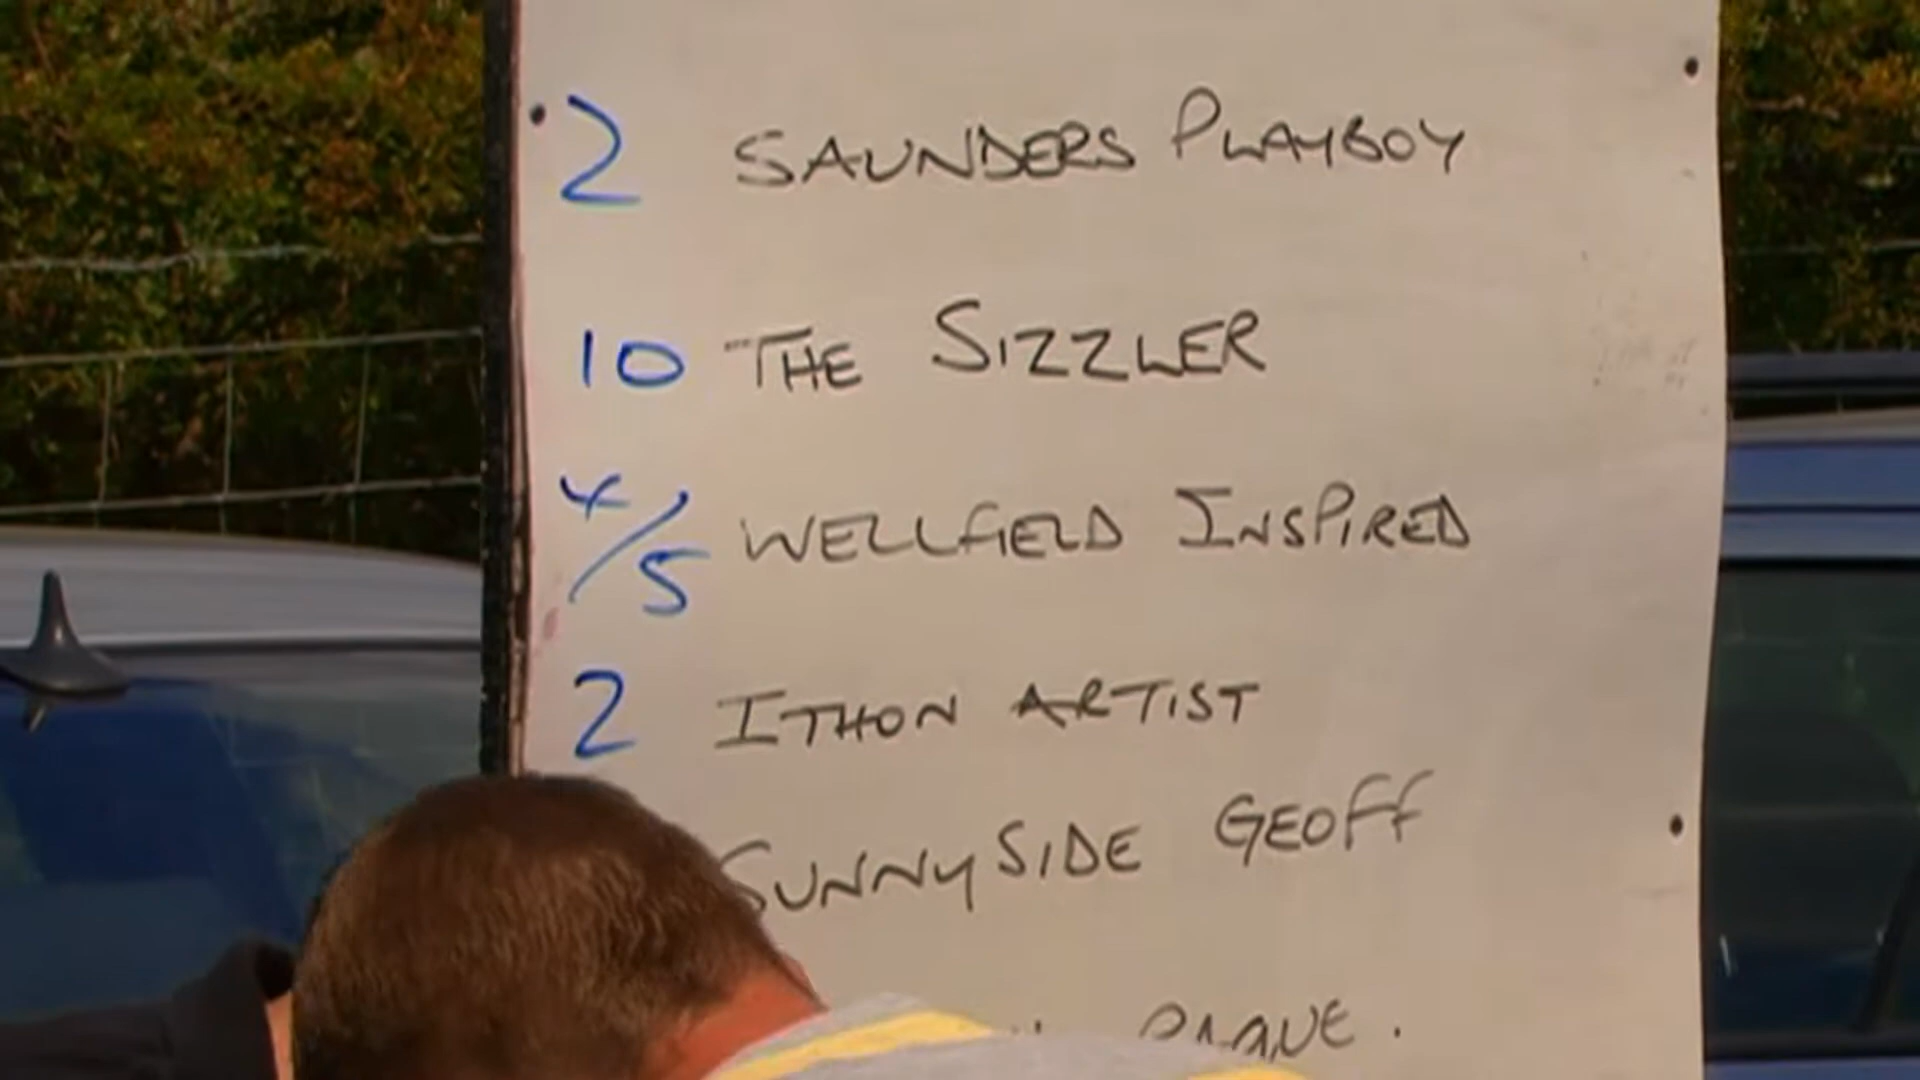 2 SAUNDERS PLAYBOY
10 THE SIZZLER
4/5 WELLFIELD INSPIRED
2 ITHON ARTIST
SUNNYSIDE GEOFF